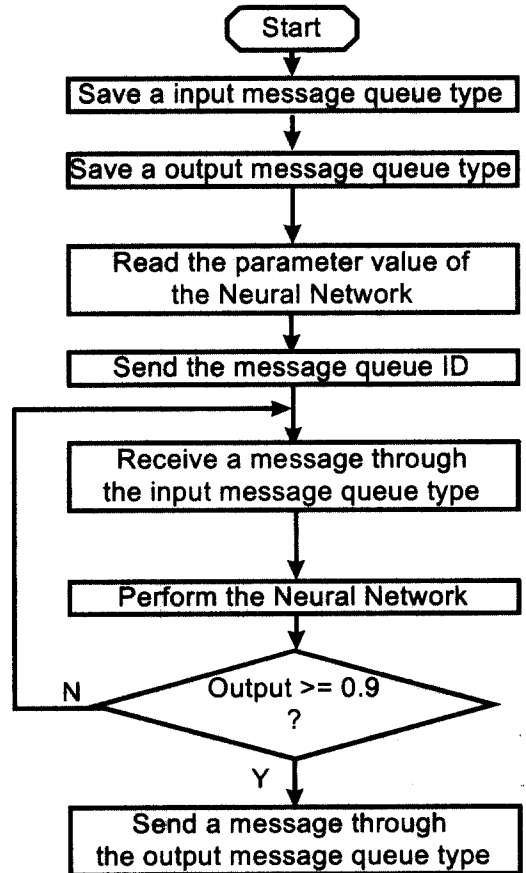 Start
Save a input message queue type
Save a output message queue type
Read the parameter value of
the Neural Network
Send the message queue ID
Receive a message through
the input message queue type
Perform the Neural Network
Output >= 0.9
?
N
Y
Send a message through
the output message queue type